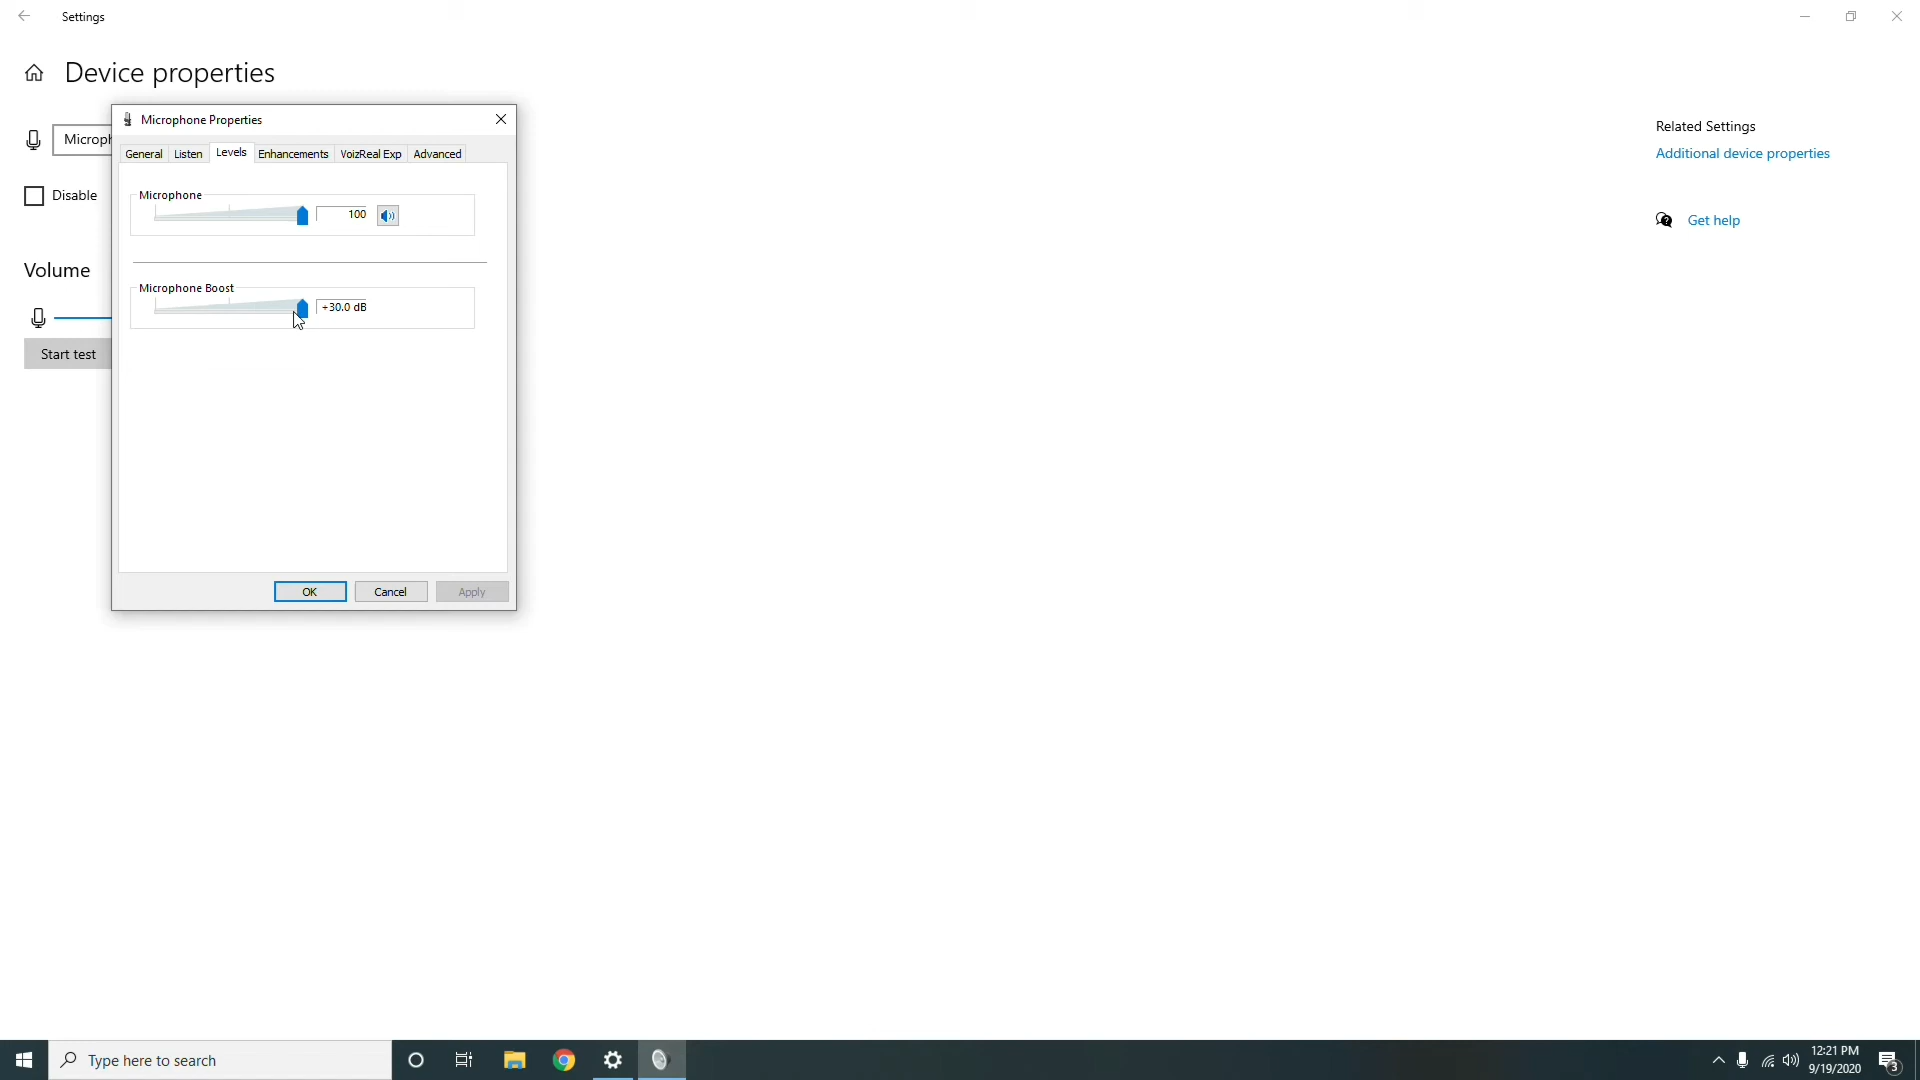 Settings
Device properties
Microph
Disable
Volume
Start test
Microphone Properties
General
Listen
Levels
Enhancements
VoizReal Exp
Advanced
Microphone
100
Microphone Boost
+30.0 dB
OK
Cancel
Apply
Related Settings
Additional device properties
Get help
Type here to search
12:21 PM
9/19/2020
3